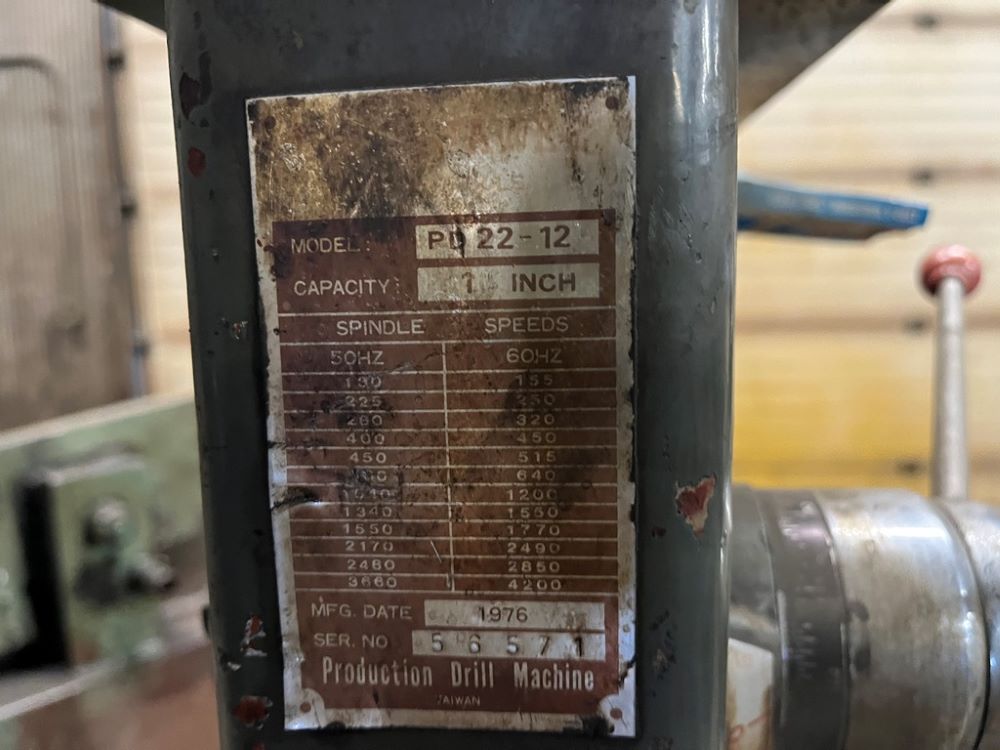 MODEL: PD 22-12
CAPACITY: 1 INCH
SPINDLE SPEEDS
50HZ 60HZ
130 155
225 250
280 320
400 450
450 515
640
1200
1340 1550
1550 1770
2170 2490
2480 2850
3660 4200
MFG. DATE 1976
SER. NO 56571
Production Drill Machine
TAIWAN